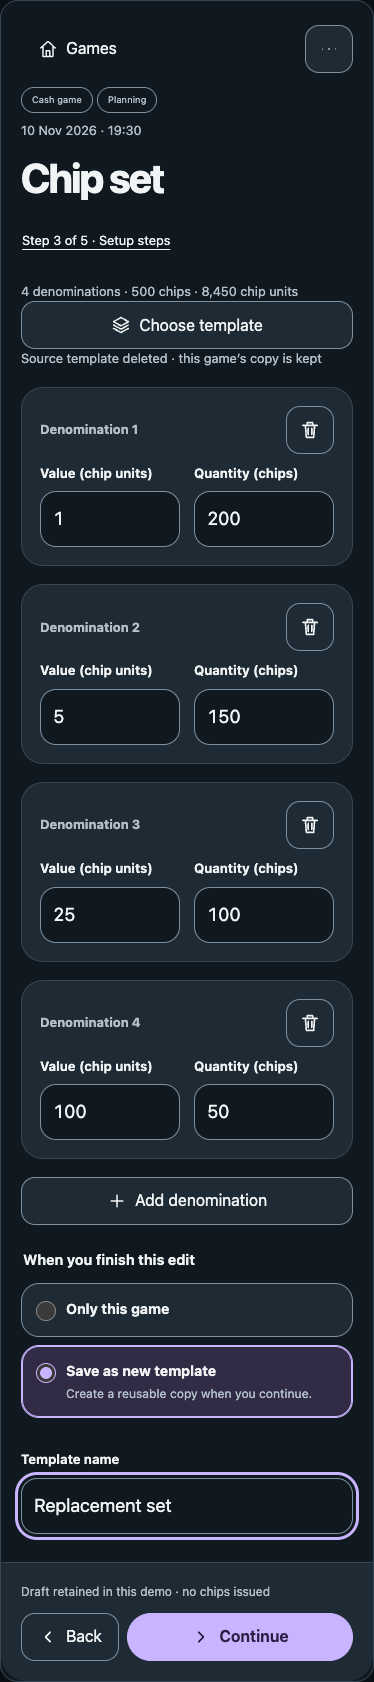 Games
Cash game Planning
10 Nov 2026 · 19:30
Chip set
Step 3 of 5 · Setup steps
4 denominations · 500 chips · 8,450 chip units
Choose template
Source template deleted · this game's copy is kept
Denomination 1
Value (chip units) Quantity (chips)
1 200
Denomination 2
Value (chip units) Quantity (chips)
5 150
Denomination 3
Value (chip units) Quantity (chips)
25 100
Denomination 4
Value (chip units) Quantity (chips)
100 50
Add denomination
When you finish this edit
Only this game
Save as new template
Create a reusable copy when you continue.
Template name
Replacement set
Draft retained in this demo · no chips issued
Back Continue